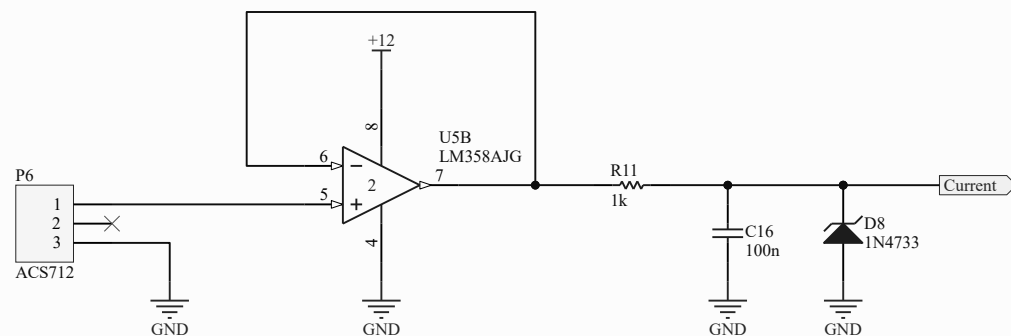 +12
8
U5B
LM358AJG
6
7
2
5
4
P6
1
2
3
ACS712
GND
GND
R11
1k
C16
100n
GND
D8
1N4733
GND
Current